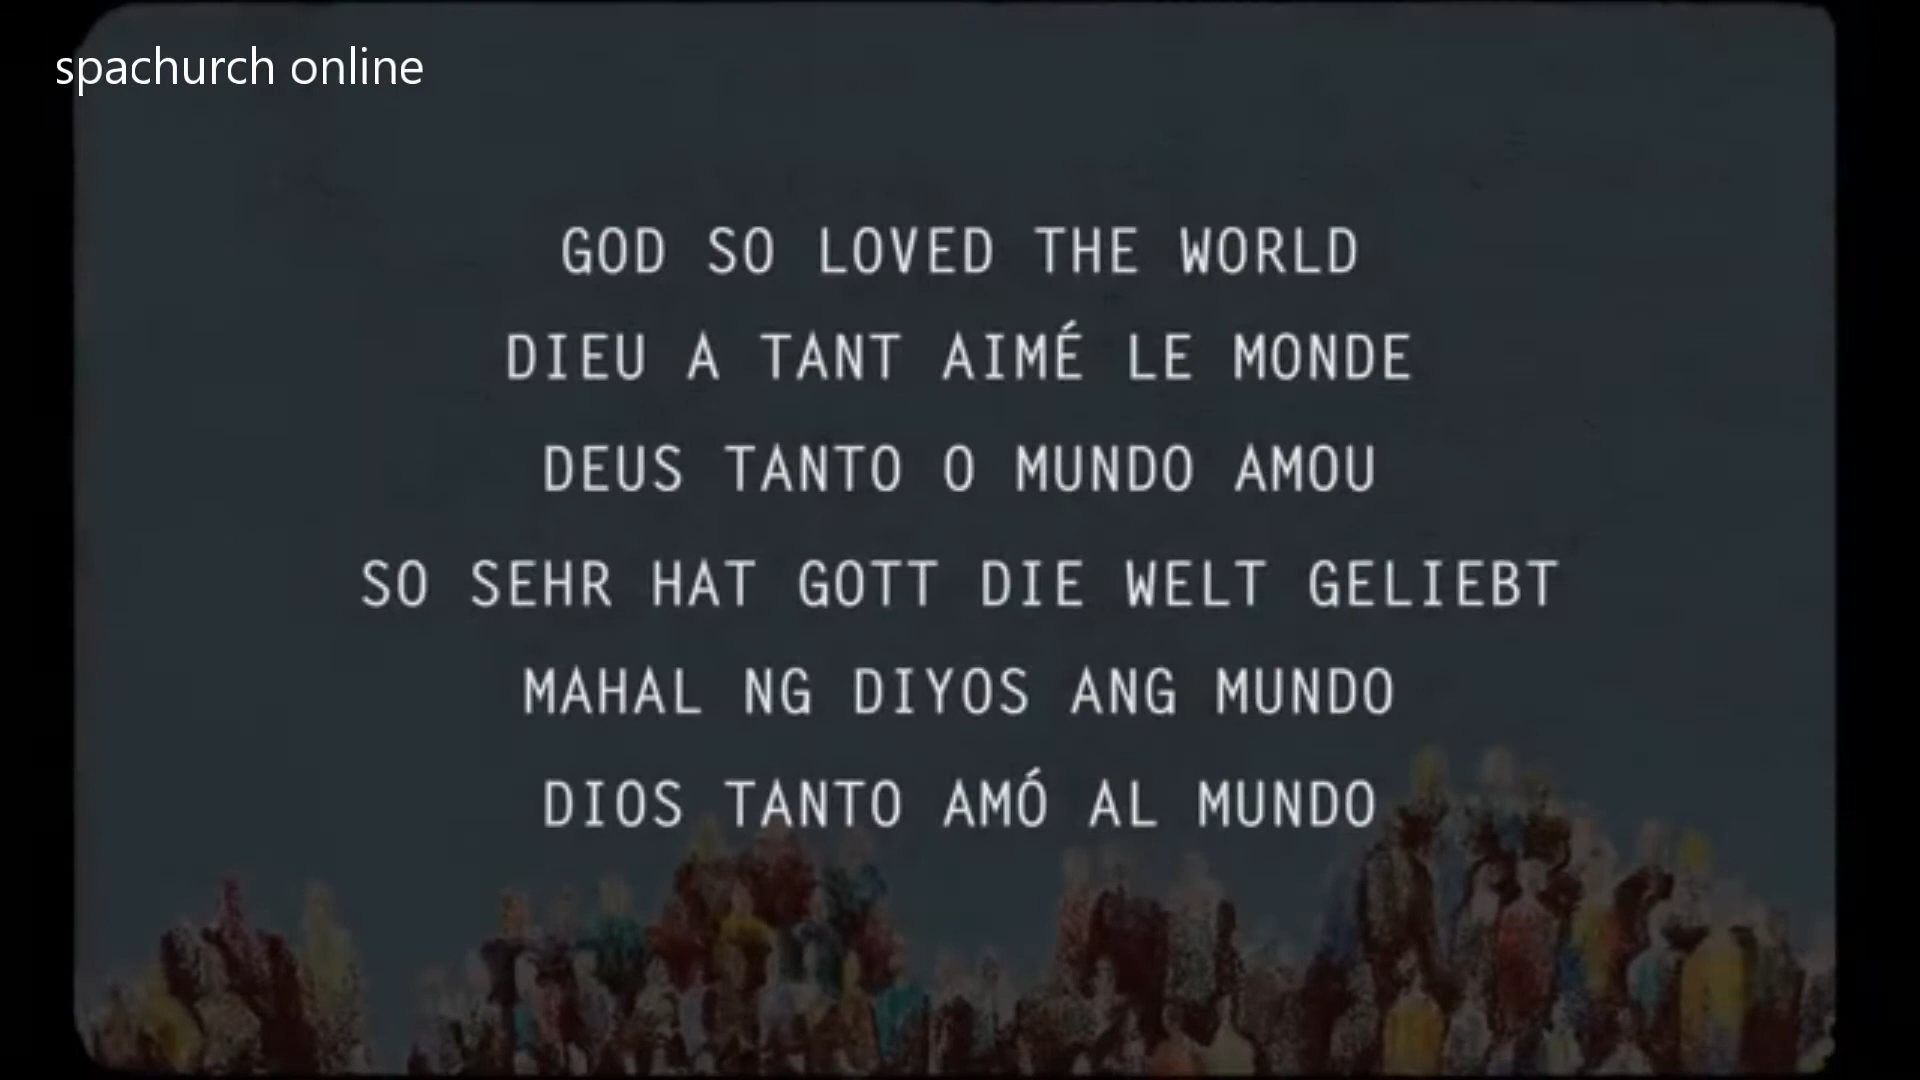 spachurch online
GOD SO LOVED THE WORLD
DIEU A TANT AIMÉ LE MONDE
DEUS TANTO O MUNDO AMOU
SO SEHR HAT GOTT DIE WELT GELIEBT
MAHAL NG DIYOS ANG MUNDO
DIOS TANTO AMÓ AL MUNDO